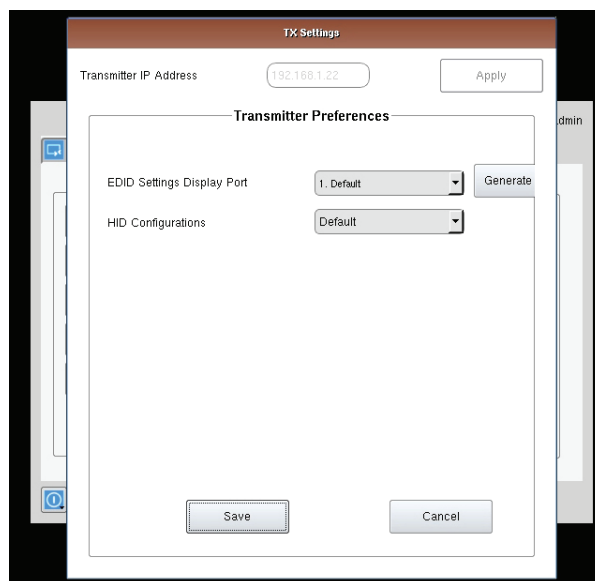 TX Settings
Transmitter IP Address
192.168.1.22
Apply
dmin
Transmitter Preferences
EDID Settings Display Port
1. Default
Generate
HID Configurations
Default
Save
Cancel